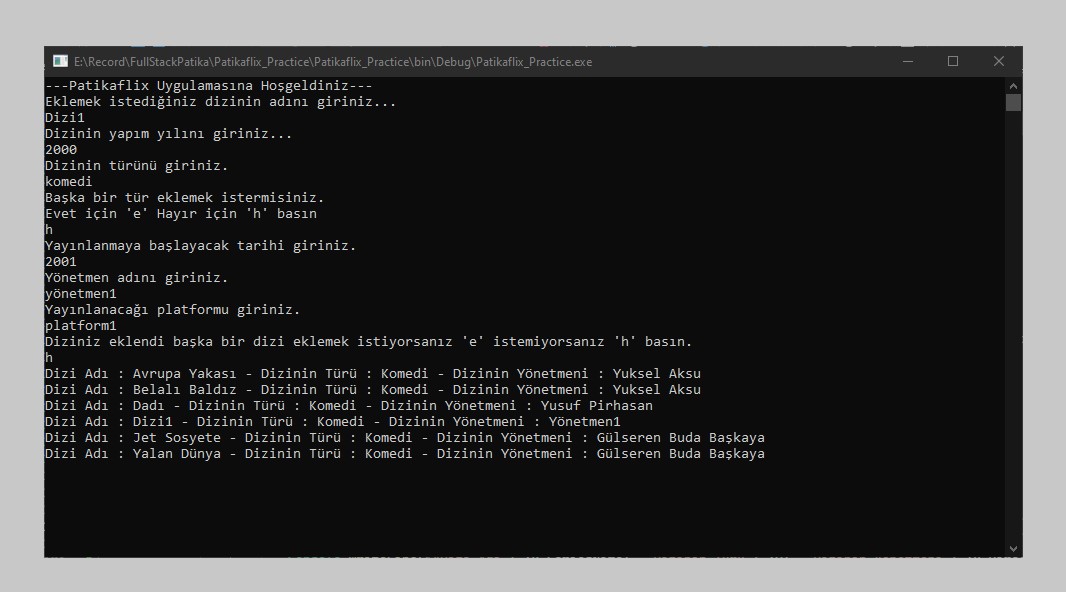 E:\Record\FullStackPatika\Patikaflix_Practice\Patikaflix_Practice\bin\Debug\Patikaflix_Practice.exe
---Patikaflix Uygulamasına Hoşgeldiniz---
Eklemek istediğiniz dizinin adını giriniz...
Dizi1
Dizinin yapım yılını giriniz...
2000
Dizinin türünü giriniz.
komedi
Başka bir tür eklemek istermisiniz.
Evet için 'e' Hayır için 'h' basın
h
Yayınlanmaya başlayacak tarihi giriniz.
2001
Yönetmen adını giriniz.
yönetmen1
Yayınlanacağı platformu giriniz.
platform1
Diziniz eklendi başka bir dizi eklemek istiyorsanız 'e' istemiyorsanız 'h' basın.
h
Dizi Adı : Avrupa Yakası - Dizinin Türü : Komedi - Dizinin Yönetmeni : Yuksel Aksu
Dizi Adı : Belalı Baldız - Dizinin Türü : Komedi - Dizinin Yönetmeni : Yuksel Aksu
Dizi Adı : Dadı - Dizinin Türü : Komedi - Dizinin Yönetmeni : Yusuf Pirhasan
Dizi Adı : Dizi1 - Dizinin Türü : Komedi - Dizinin Yönetmeni : Yönetmen1
Dizi Adı : Jet Sosyete - Dizinin Türü : Komedi - Dizinin Yönetmeni : Gülseren Buda Başkaya
Dizi Adı : Yalan Dünya - Dizinin Türü : Komedi - Dizinin Yönetmeni : Gülseren Buda Başkaya